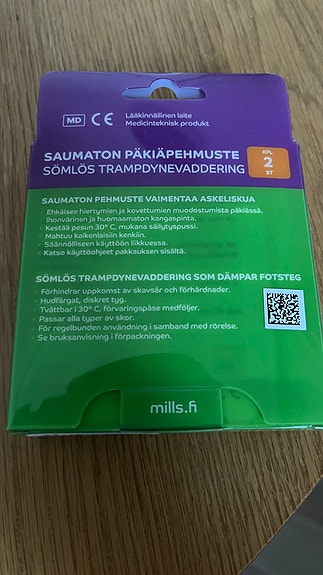 MD CE Lääkinnällinen laite
Medicinteknisk produkt
SAUMATON PÄKIÄPEHMUSTE
SÖMLÖS TRAMPDYNEVADDERING
KPL
2
ST
SAUMATON PEHMUSTE VAIMENTAA ASKELISKUA
• Ehkäisee hiertymien ja kovettumien muodostumista päkiässä.
• Ihonvärinen ja huomaamaton kangaspinta.
• Kestää pesun 30° C, mukana säilytyspussi.
• Mahtuu kaikenlaisiin kenkiin.
• Säännölliseen käyttöön liikkuessa.
• Katso käyttöohjeet pakkauksen sisältä.
SÖMLÖS TRAMPDYNEVADDERING SOM DÄMPAR FOTSTEG
• Förhindrar uppkomst av skavsår och förhårdnader.
• Hudfärgat, diskret tyg.
• Tvättbar i 30° C, förvaringspåse medföljer.
• Passar alla typer av skor.
• För regelbunden användning i samband med rörelse.
• Se bruksanvisning i förpackningen.
mills.fi